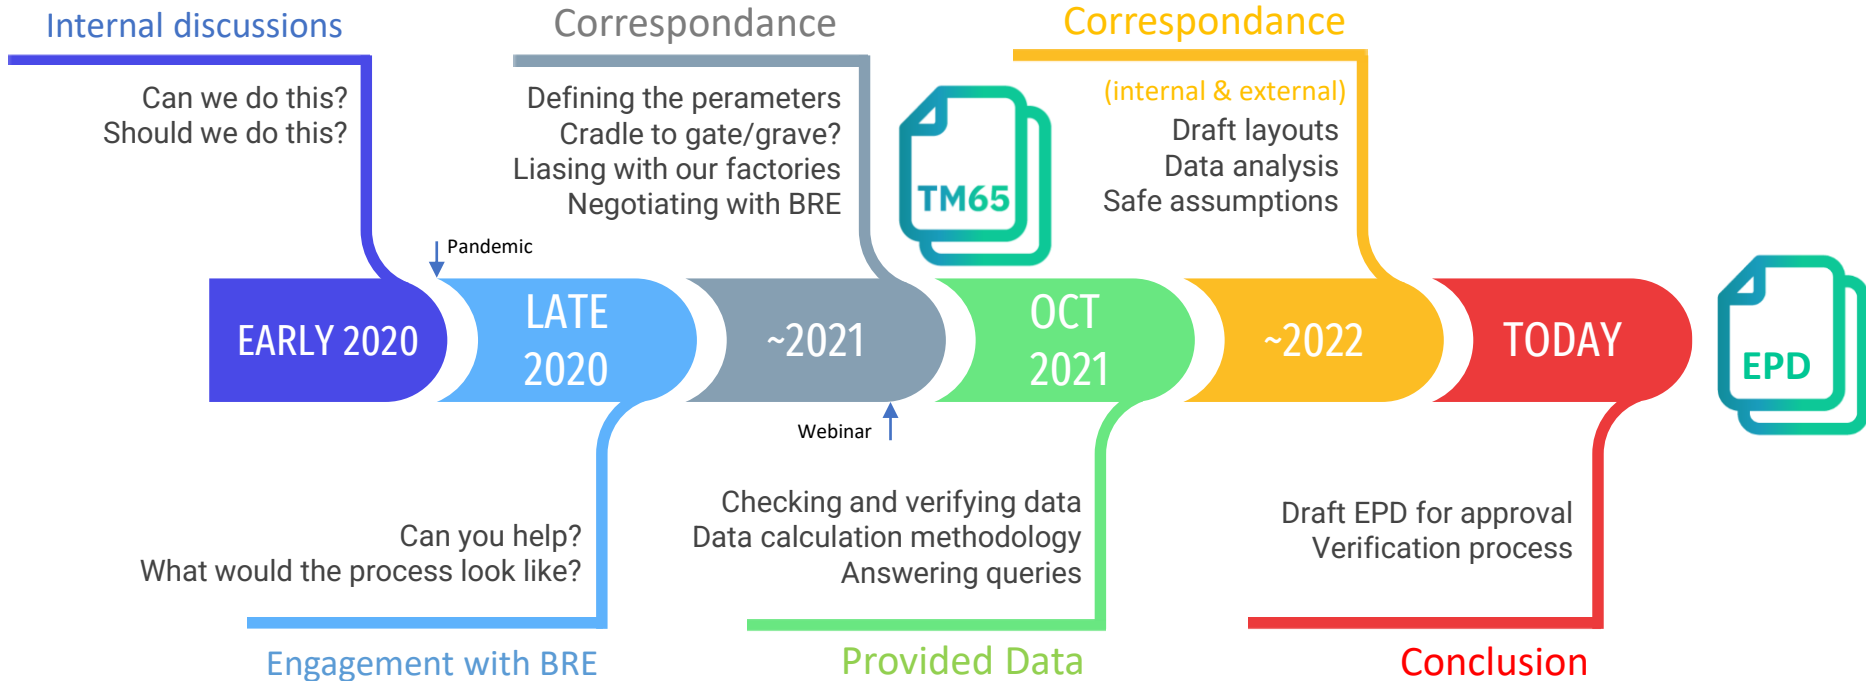 Internal discussions
Can we do this?
Should we do this?
Correspondance
Defining the perameters
Cradle to gate/grave?
Liasing with our factories
Negotiating with BRE
TM65
Correspondance
(internal & external)
Draft layouts
Data analysis
Safe assumptions
Pandemic
EARLY 2020
LATE
2020
~2021
OCT
2021
~2022
TODAY
EPD
Webinar
Can you help?
What would the process look like?
Engagement with BRE
Checking and verifying data
Data calculation methodology
Answering queries
Provided Data
Draft EPD for approval
Verification process
Conclusion